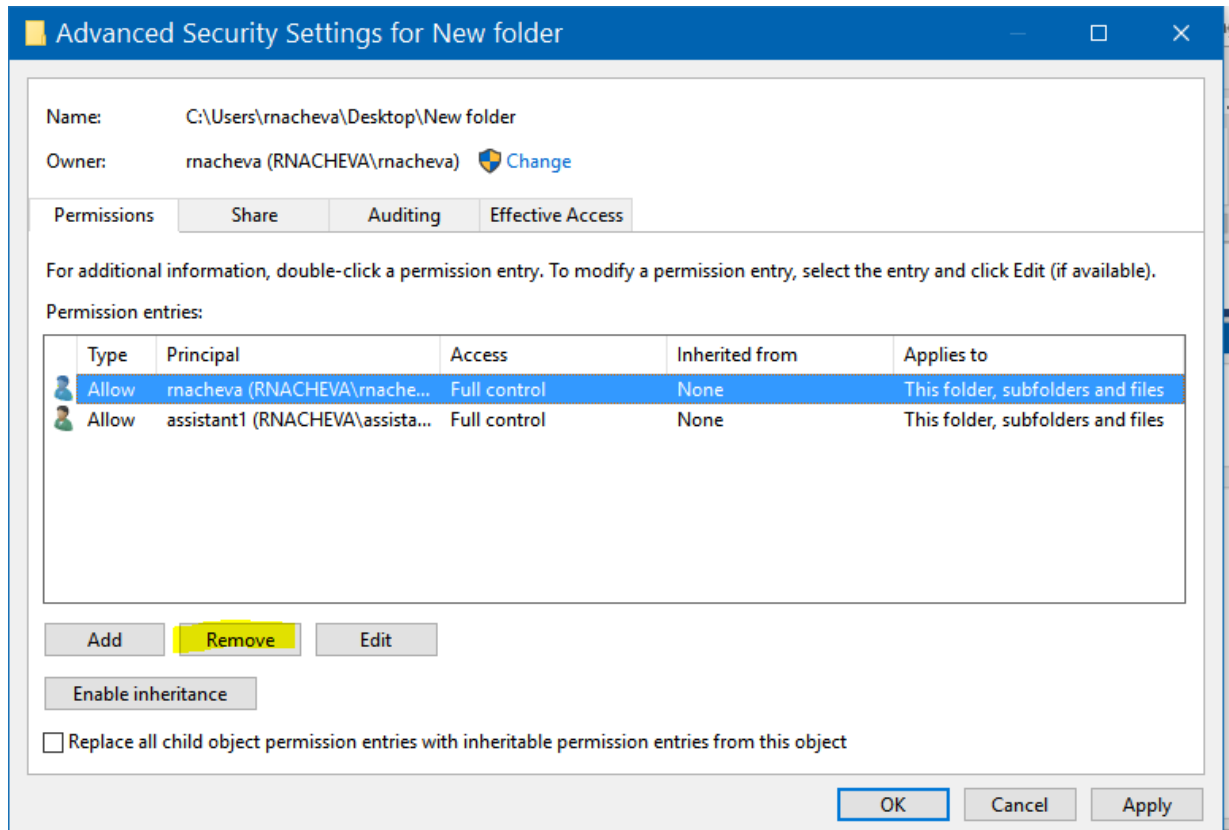 Advanced Security Settings for New folder
Name: C:\Users\rnacheva\Desktop\New folder
Owner: rnacheva (RNACHEVA\rnacheva) Change
Permissions Share Auditing Effective Access
For additional information, double-click a permission entry. To modify a permission entry, select the entry and click Edit (if available).
Permission entries:
Type Principal Access Inherited from Applies to
Allow rnacheva (RNACHEVA\rnache... Full control None This folder, subfolders and files
Allow assistant1 (RNACHEVA\assista... Full control None This folder, subfolders and files
Add Remove Edit
Enable inheritance
Replace all child object permission entries with inheritable permission entries from this object
OK Cancel Apply